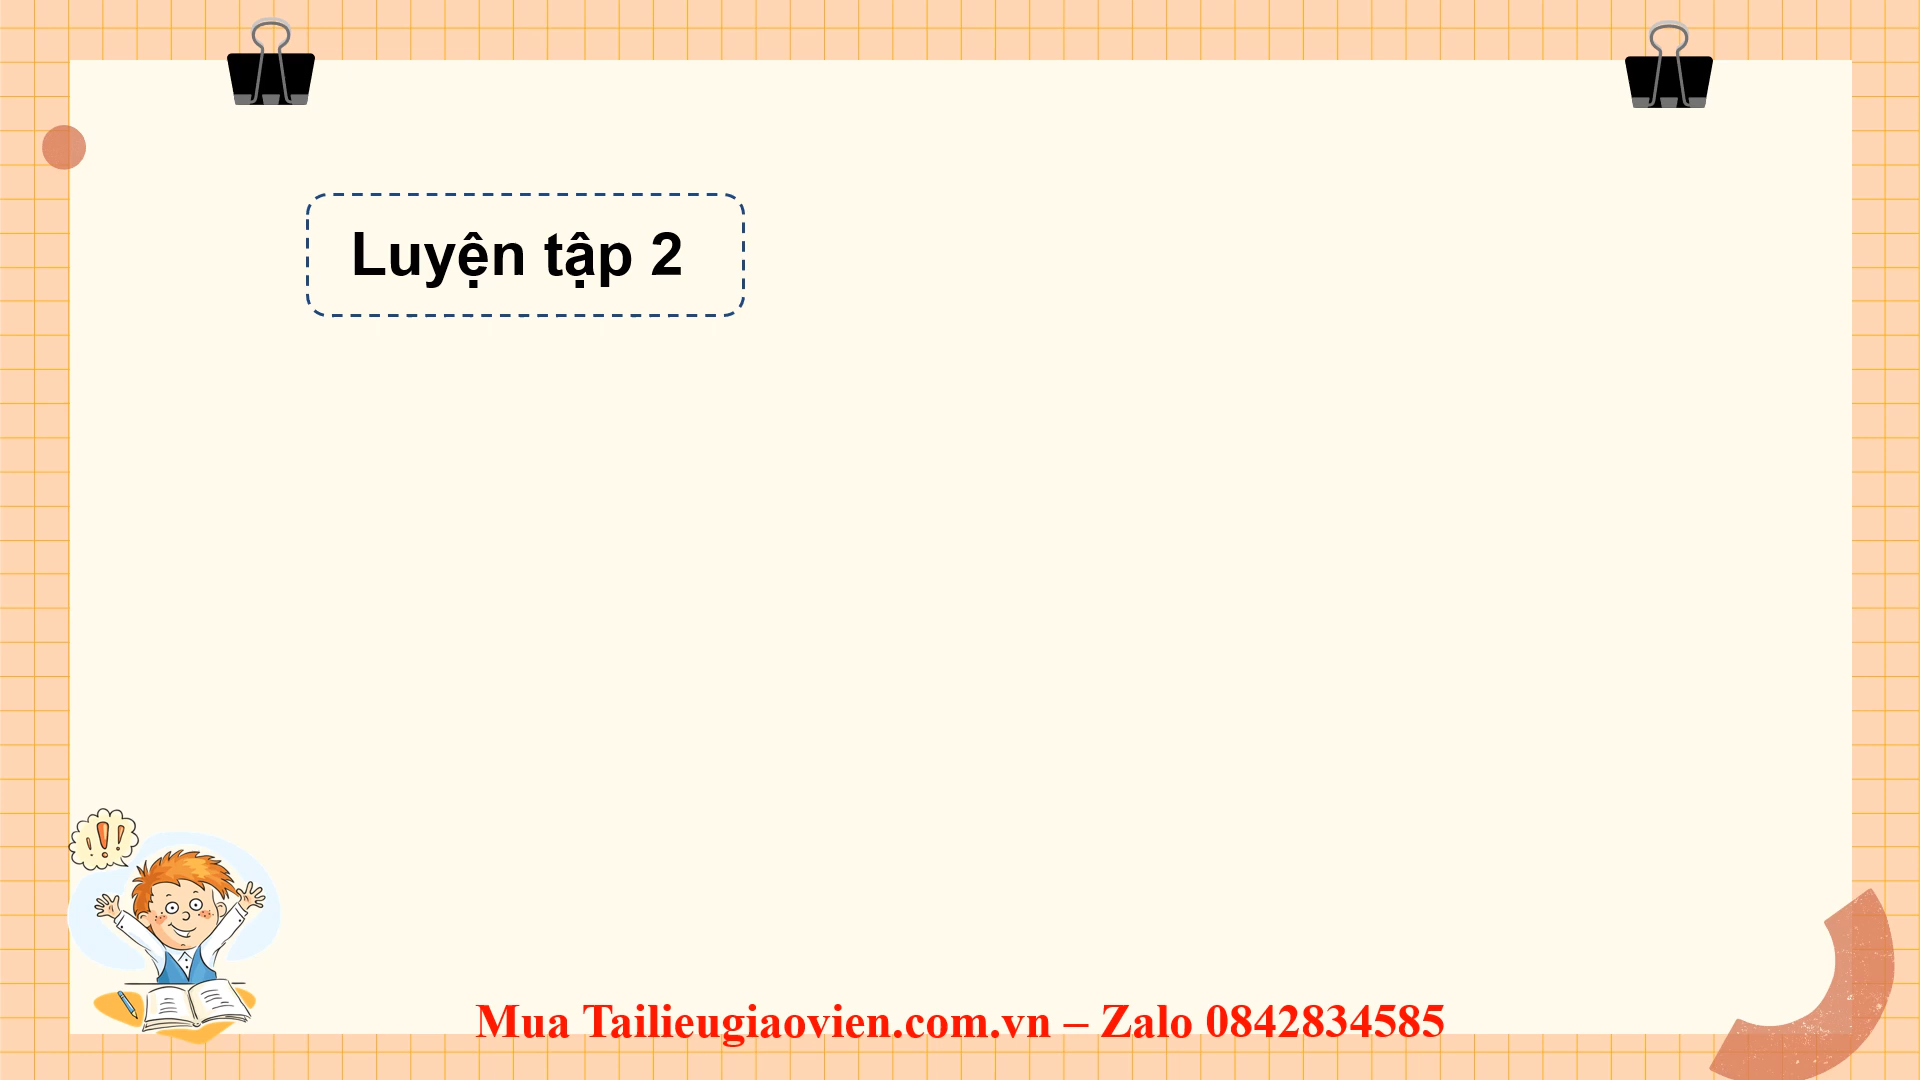 Luyện tập 2
Mua Tailieugiaovien.com.vn – Zalo 0842834585